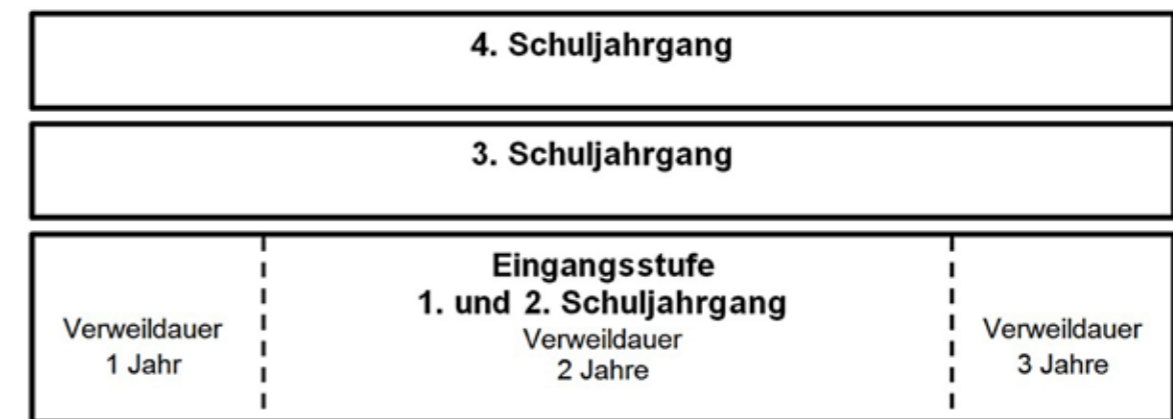 4. Schuljahrgang
3. Schuljahrgang
Eingangsstufe
1. und 2. Schuljahrgang
Verweildauer
1 Jahr
Verweildauer
2 Jahre
Verweildauer
3 Jahre